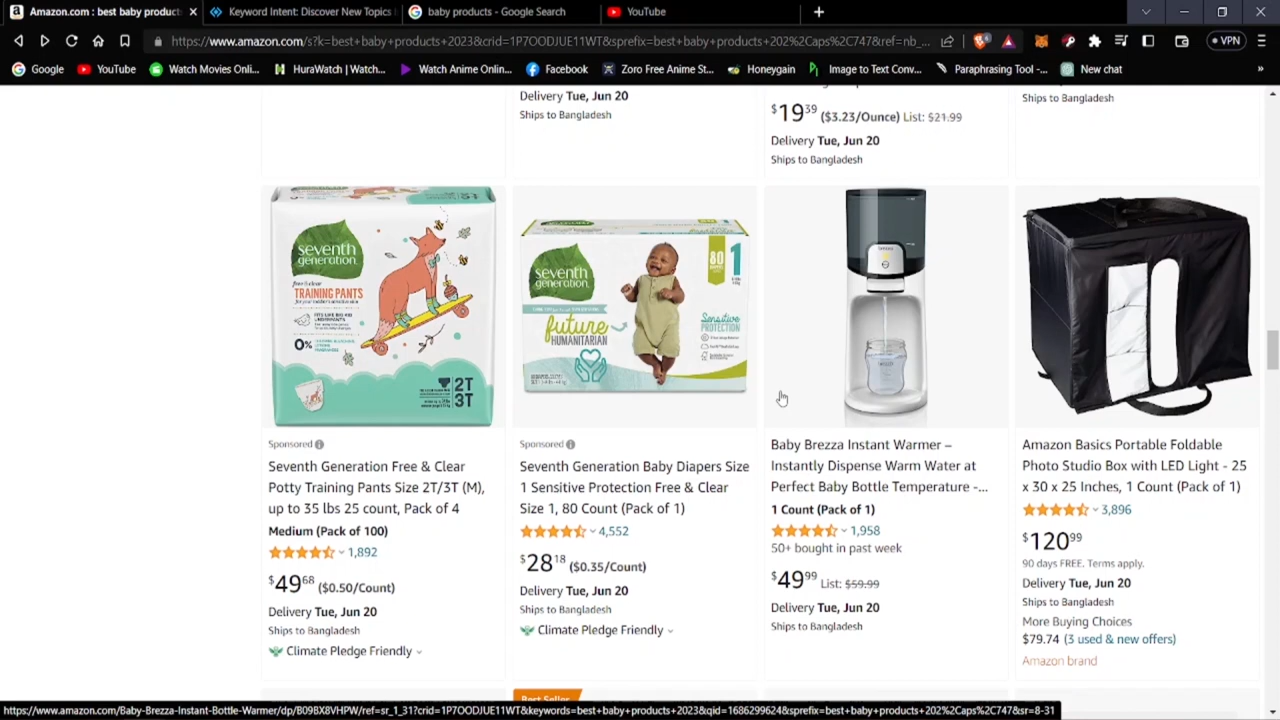 Amazon.com : best baby product:
Keyword Intent: Discover New Topics
baby products - Google Search
YouTube
https://www.amazon.com/s?k=best+baby+products+2023&crid=1P7OODJUE11WT&sprefix=best+baby+products+202%2Caps%2C747&ref=nb_...
VPN
Google
YouTube
Watch Movies Onli...
HuraWatch | Watch...
Watch Anime Onlin...
Facebook
Zoro Free Anime St...
Honeygain
Image to Text Conv...
Paraphrasing Tool -...
New chat
Delivery Tue, Jun 20
Ships to Bangladesh
$19 39 ($3.23/Ounce) List: $21.99
Delivery Tue, Jun 20
Ships to Bangladesh
Ships to Bangladesh
seventh
generation
free & clear
TRAINING PANTS
0%
2T
3T
seventh
generation
future
HUMANITARIAN
80
1
Sensitive
PROTECTION
Sponsored
Seventh Generation Free & Clear
Potty Training Pants Size 2T/3T (M),
up to 35 lbs 25 count, Pack of 4
Medium (Pack of 100)
1,892
$49 68 ($0.50/Count)
Delivery Tue, Jun 20
Ships to Bangladesh
Climate Pledge Friendly
Sponsored
Seventh Generation Baby Diapers Size
1 Sensitive Protection Free & Clear
Size 1, 80 Count (Pack of 1)
4,552
$28 18 ($0.35/Count)
Delivery Tue, Jun 20
Ships to Bangladesh
Climate Pledge Friendly
Best Seller
Baby Brezza Instant Warmer –
Instantly Dispense Warm Water at
Perfect Baby Bottle Temperature -...
1 Count (Pack of 1)
1,958
50+ bought in past week
$49 99 List: $59.99
Delivery Tue, Jun 20
Ships to Bangladesh
Amazon Basics Portable Foldable
Photo Studio Box with LED Light - 25
x 30 x 25 Inches, 1 Count (Pack of 1)
3,896
$120 99
90 days FREE. Terms apply.
Delivery Tue, Jun 20
Ships to Bangladesh
More Buying Choices
$79.74 (3 used & new offers)
Amazon brand
https://www.amazon.com/Baby-Brezza-Instant-Bottle-Warmer/dp/B09BX8VHPW/ref=sr_1_31?crid=1P7OODJUE11WT&keywords=best+baby+products+2023&qid=1686299624&sprefix=best+baby+products+202%2Caps%2C747&sr=8-31